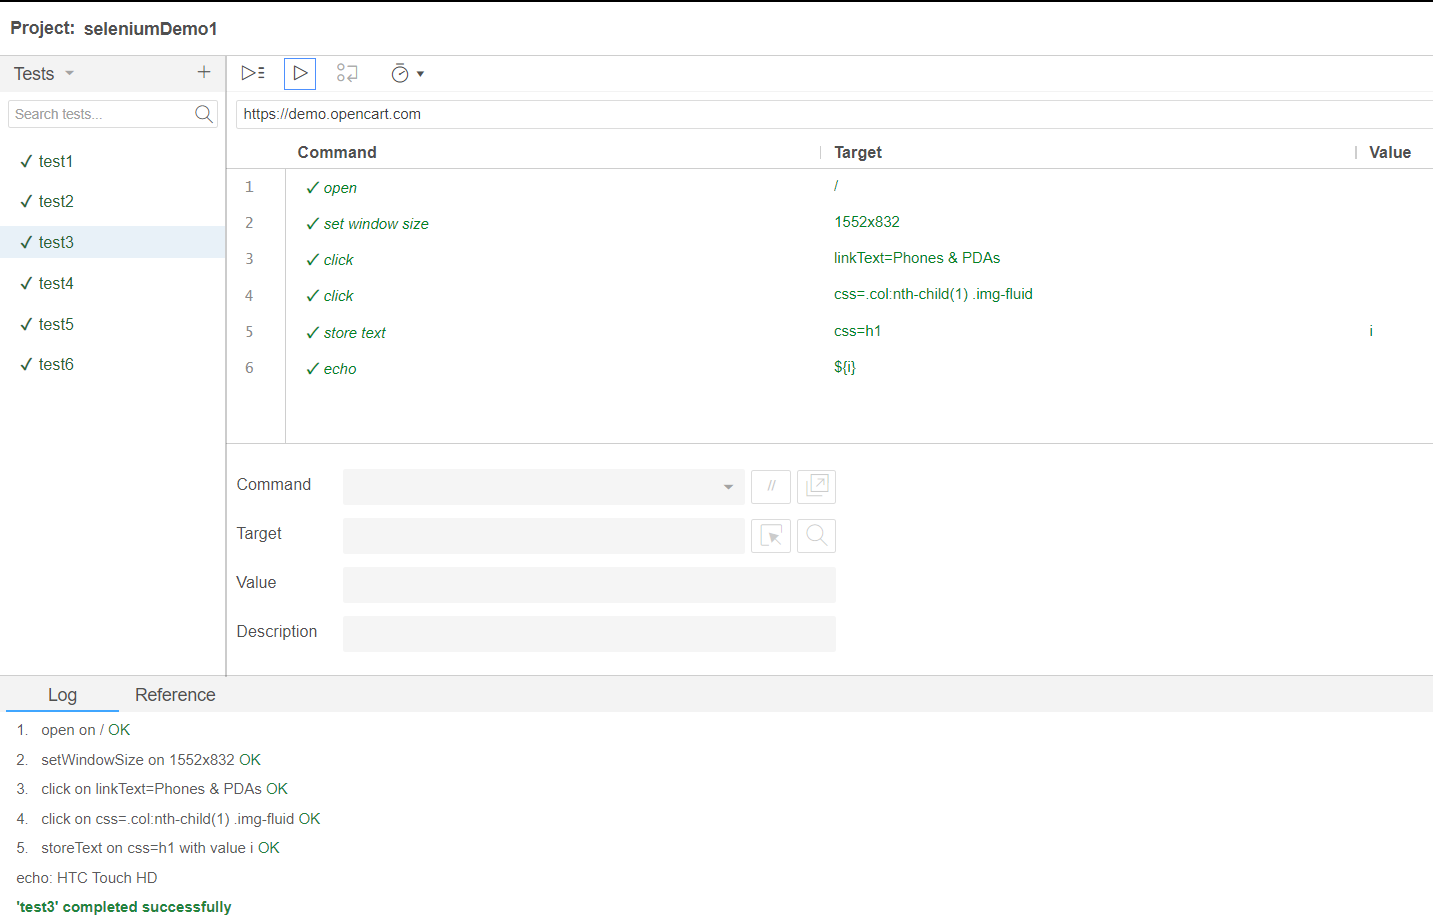 Project: seleniumDemo1
Tests
+
Search tests...
https://demo.opencart.com
✓ test1
✓ test2
✓ test3
✓ test4
✓ test5
✓ test6
Command Target Value
1 ✓ open /
2 ✓ set window size 1552x832
3 ✓ click linkText=Phones & PDAs
4 ✓ click css=.col:nth-child(1) .img-fluid
5 ✓ store text css=h1 i
6 ✓ echo ${i}
Command //
Target
Value
Description
Log Reference
1. open on / OK
2. setWindowSize on 1552x832 OK
3. click on linkText=Phones & PDAs OK
4. click on css=.col:nth-child(1) .img-fluid OK
5. storeText on css=h1 with value i OK
echo: HTC Touch HD
'test3' completed successfully